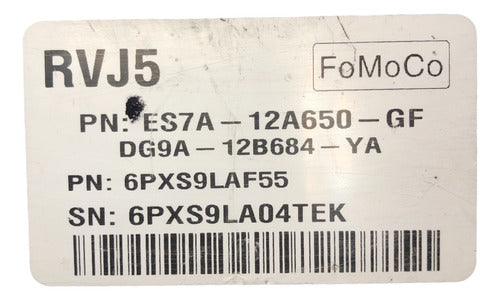 RVJ5
FoMoCo
PN: ES7A-12A650-GF
DG9A-12B684-YA
PN: 6PXS9LAF55
SN: 6PXS9LA04TEK